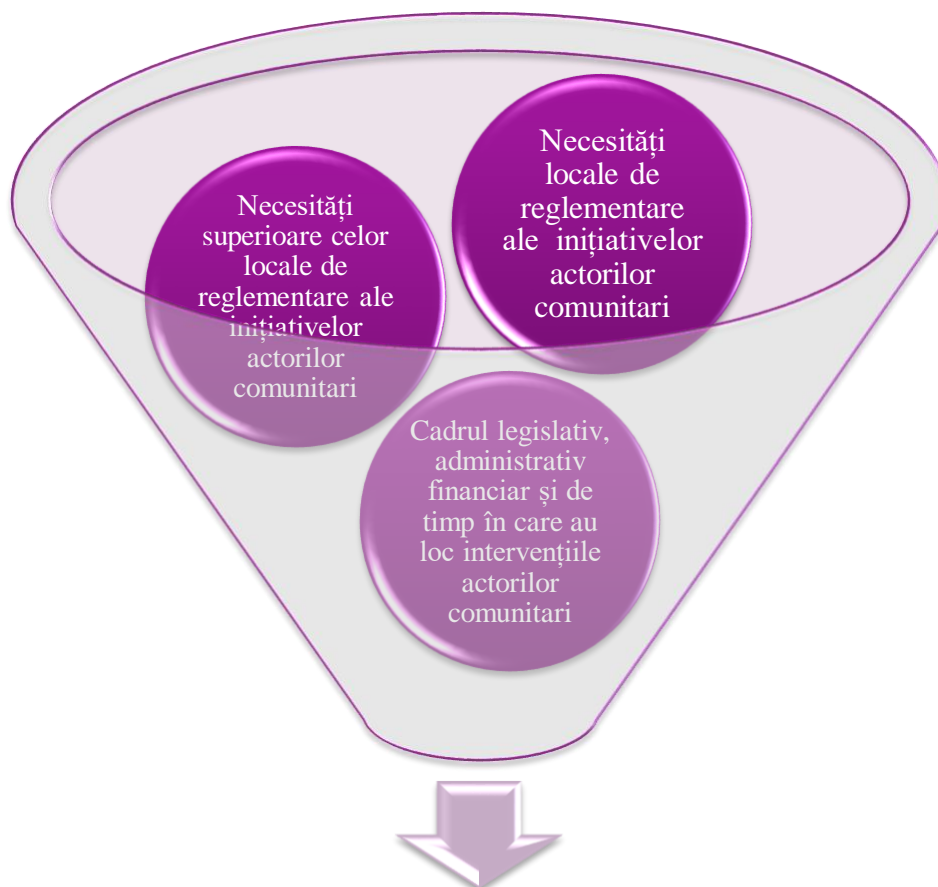 Necesități
superioare celor
locale de
reglementare ale
inițiativelor
actorilor
comunitari
Necesități
locale de
reglementare
ale inițiativelor
actorilor
comunitari
Cadrul legislativ,
administrativ
financiar și de
timp în care au
loc intervențiile
actorilor
comunitari